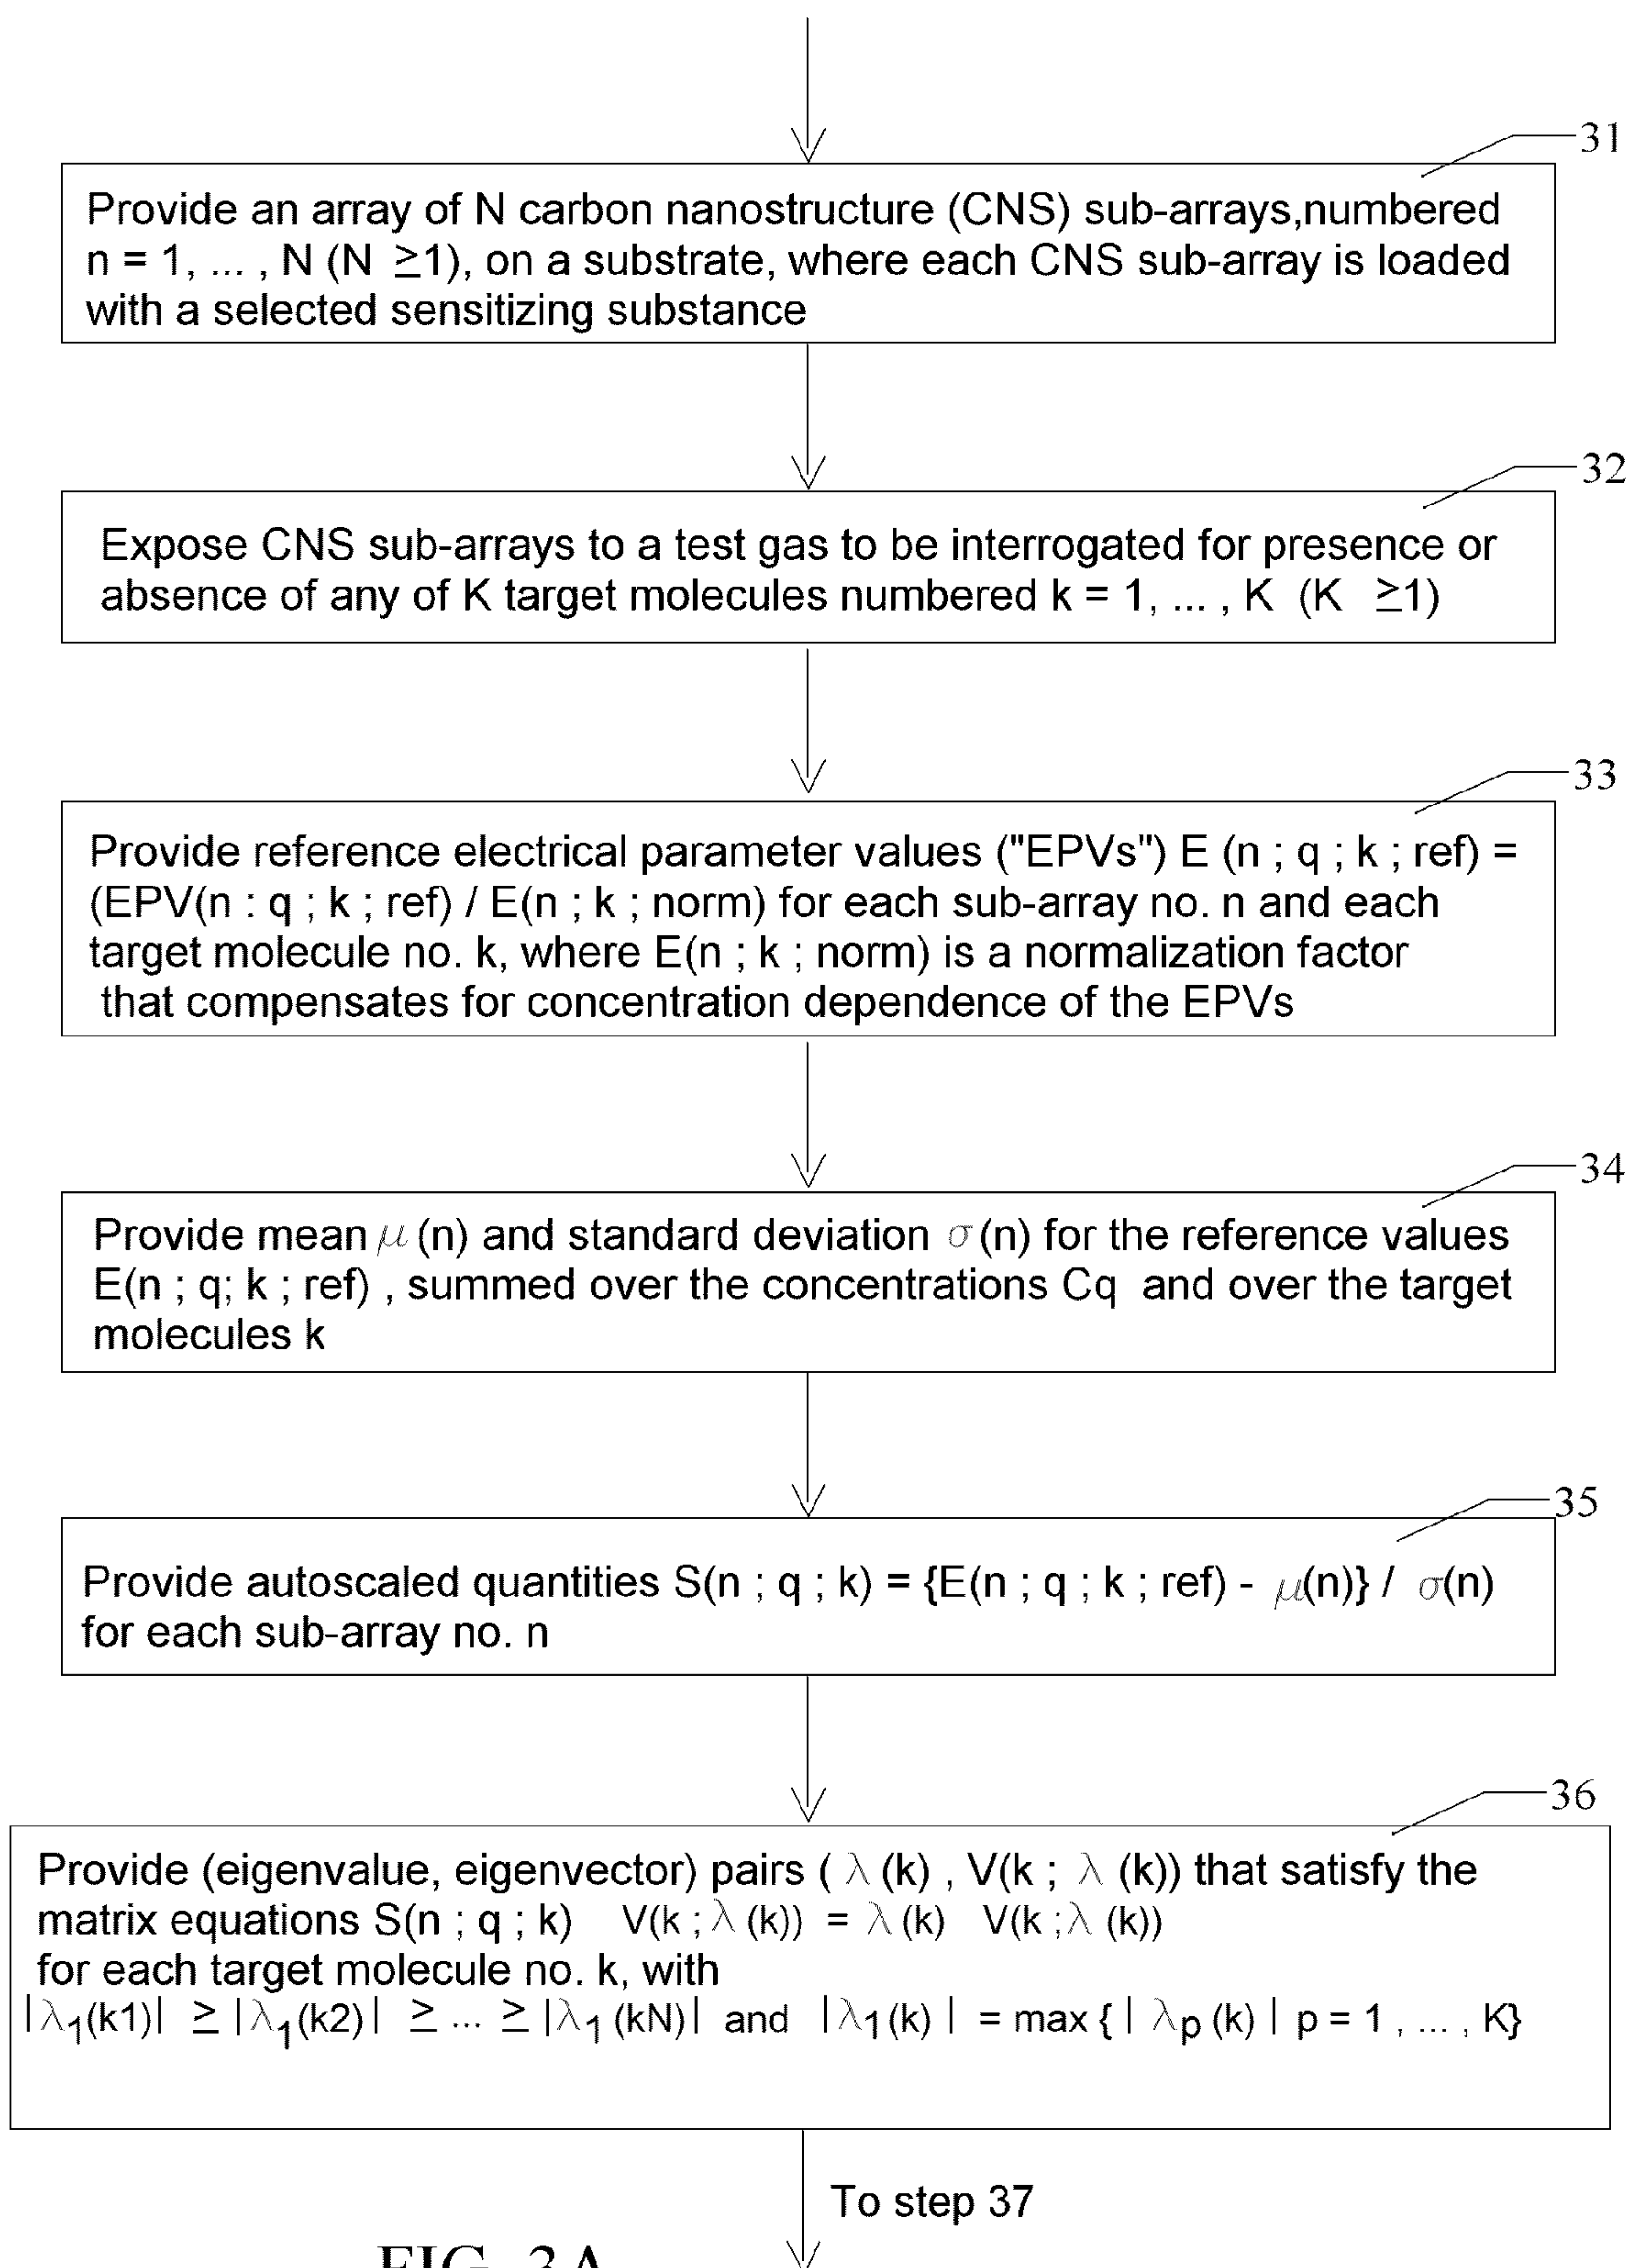 31
Provide an array of N carbon nanostructure (CNS) sub-arrays,numbered
n = 1, ... , N (N ≥1), on a substrate, where each CNS sub-array is loaded
with a selected sensitizing substance
32
Expose CNS sub-arrays to a test gas to be interrogated for presence or
absence of any of K target molecules numbered k = 1, ... , K (K ≥1)
33
Provide reference electrical parameter values ("EPVs") E (n ; q ; k ; ref) =
(EPV(n : q ; k ; ref) / E(n ; k ; norm) for each sub-array no. n and each
target molecule no. k, where E(n ; k ; norm) is a normalization factor
that compensates for concentration dependence of the EPVs
34
Provide mean μ (n) and standard deviation σ (n) for the reference values
E(n ; q; k ; ref) , summed over the concentrations Cq and over the target
molecules k
35
Provide autoscaled quantities S(n ; q ; k) = {E(n ; q ; k ; ref) - μ(n)} / σ(n)
for each sub-array no. n
36
Provide (eigenvalue, eigenvector) pairs ( λ (k) , V(k ; λ (k)) that satisfy the
matrix equations S(n ; q ; k) V(k ; λ (k)) = λ (k) V(k ; λ (k))
for each target molecule no. k, with
|λ1(k1)| ≥ |λ1(k2)| ≥ ... ≥ |λ1 (kN)| and |λ1(k) | = max { | λp (k) | p = 1 , ... , K}
To step 37
FIG. 3A